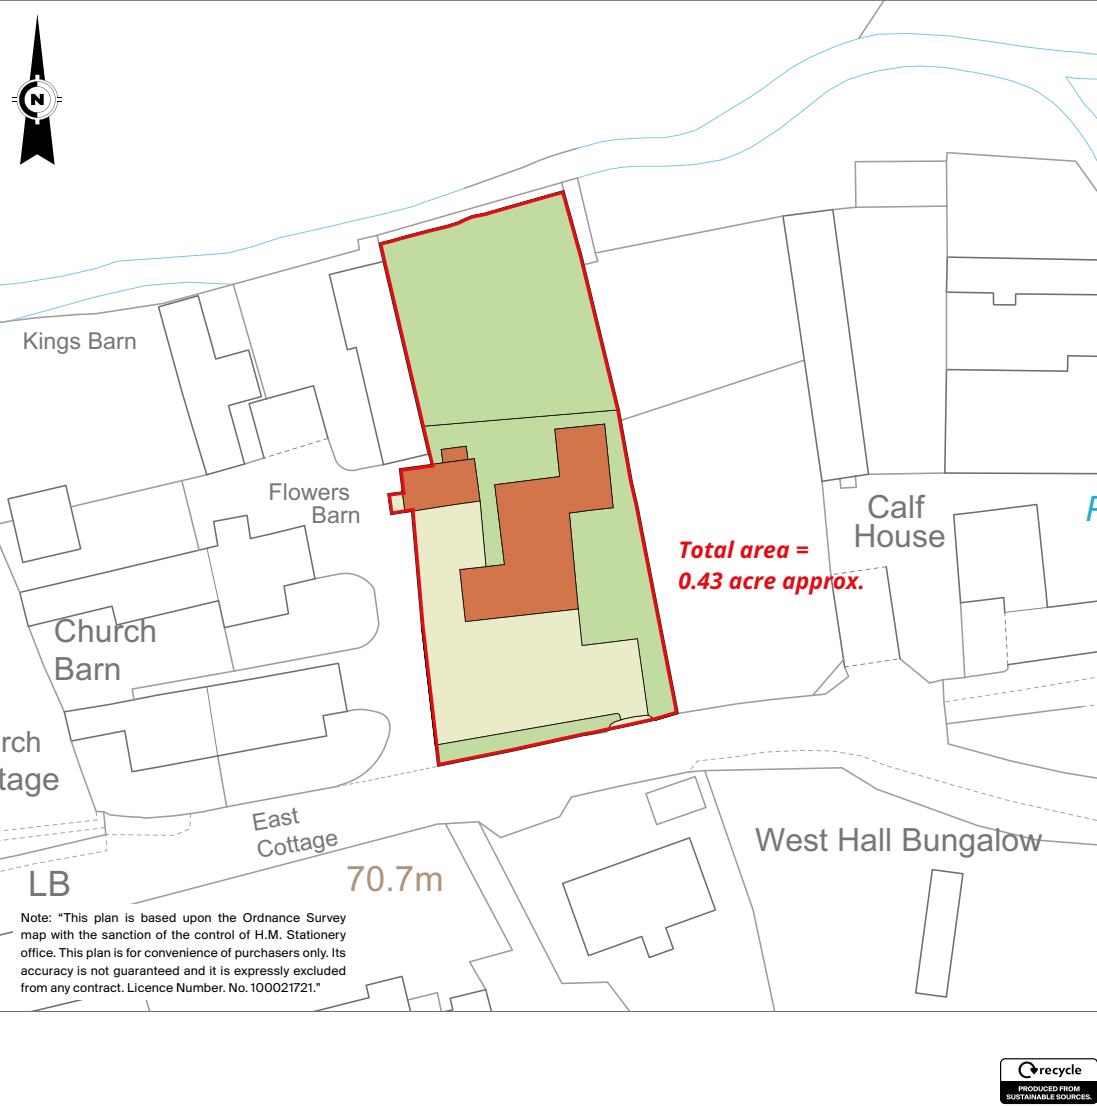 N
Kings Barn
Flowers
Barn
Calf
House
Total area =
0.43 acre approx.
Church
Barn
rch
tage
East
Cottage
West Hall Bungalow
70.7m
LB
Note: “This plan is based upon the Ordnance Survey
map with the sanction of the control of H.M. Stationery
office. This plan is for convenience of purchasers only. Its
accuracy is not guaranteed and it is expressly excluded
from any contract. Licence Number. No. 100021721.”
recycle
PRODUCED FROM
SUSTAINABLE SOURCES.